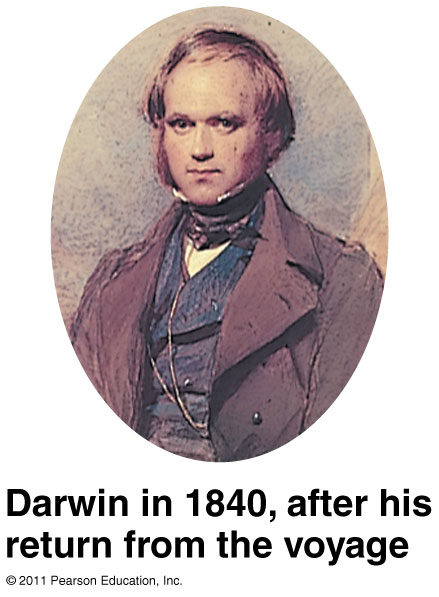 Darwin in 1840, after his
return from the voyage
© 2011 Pearson Education, Inc.